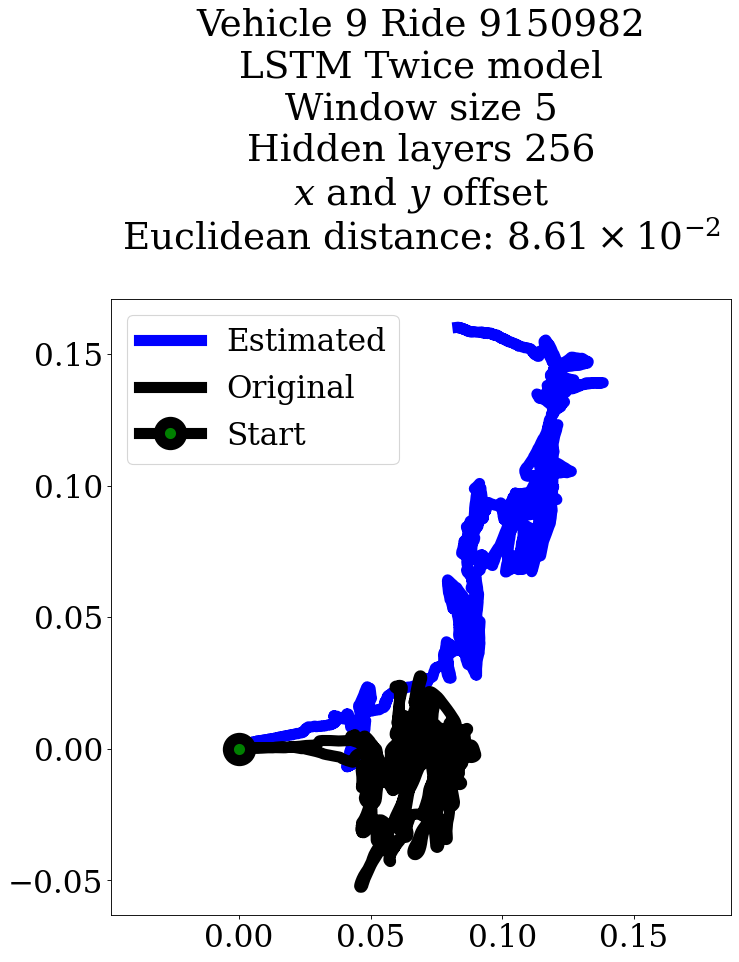 Vehicle 9 Ride 9150982
LSTM Twice model
Window size 5
Hidden layers 256
x and y offset
Euclidean distance: 8.61 × 10⁻²
Estimated
Original
Start
0.15
0.10
0.05
0.00
−0.05
0.00 0.05 0.10 0.15